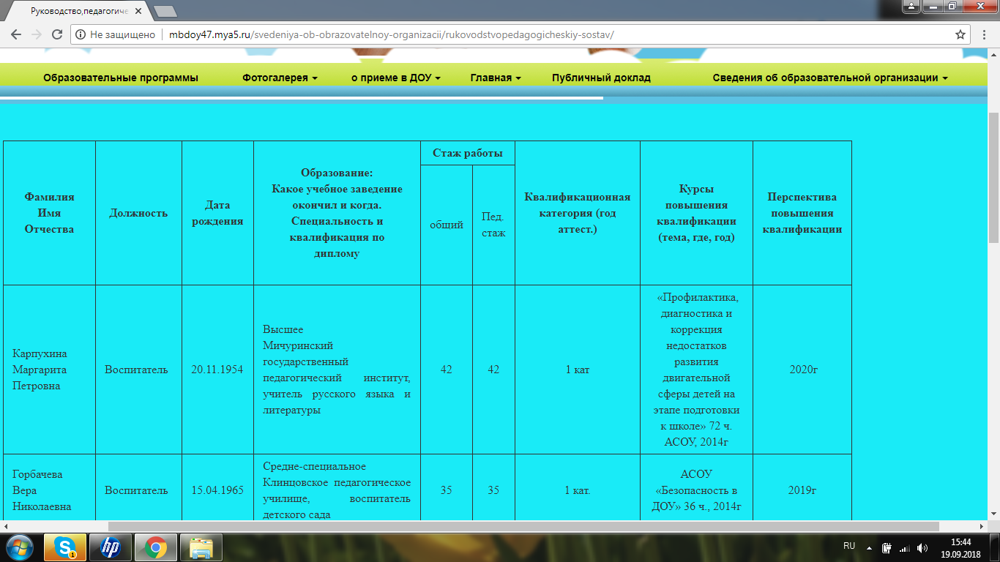 Руководство,педагогиче
Не защищено
mbdoy47.mya5.ru/svedeniya-ob-obrazovatelnoy-organizacii/rukovodstvopedagogicheskiy-sostav/
Образовательные программы
Фотогалерея
о приеме в ДОУ
Главная
Публичный доклад
Сведения об образовательной организации
Фамилия
Имя
Отчества
Должность
Дата
рождения
Образование:
Какое учебное заведение
окончил и когда.
Специальность и
квалификация по
диплому
Стаж работы
общий
Пед.
стаж
Квалификационная
категория (год
аттест.)
Курсы
повышения
квалификации
(тема, где, год)
Перспектива
повышения
квалификации
Карпухина
Маргарита
Петровна
Воспитатель
20.11.1954
Высшее
Мичуринский
государственный
педагогический институт,
учитель русского языка и
литературы
42
42
1 кат
«Профилактика,
диагностика и
коррекция
недостатков
развития
двигательной
сферы детей на
этапе подготовки
к школе» 72 ч.
АСОУ, 2014г
2020г
Горбачева
Вера
Николаевна
Воспитатель
15.04.1965
Средне-специальное
Клинцовское педагогическое
училище, воспитатель
детского сада
35
35
1 кат.
АСОУ
«Безопасность в
ДОУ» 36 ч., 2014г
2019г
S
1
hp
RU
15:44
19.09.2018